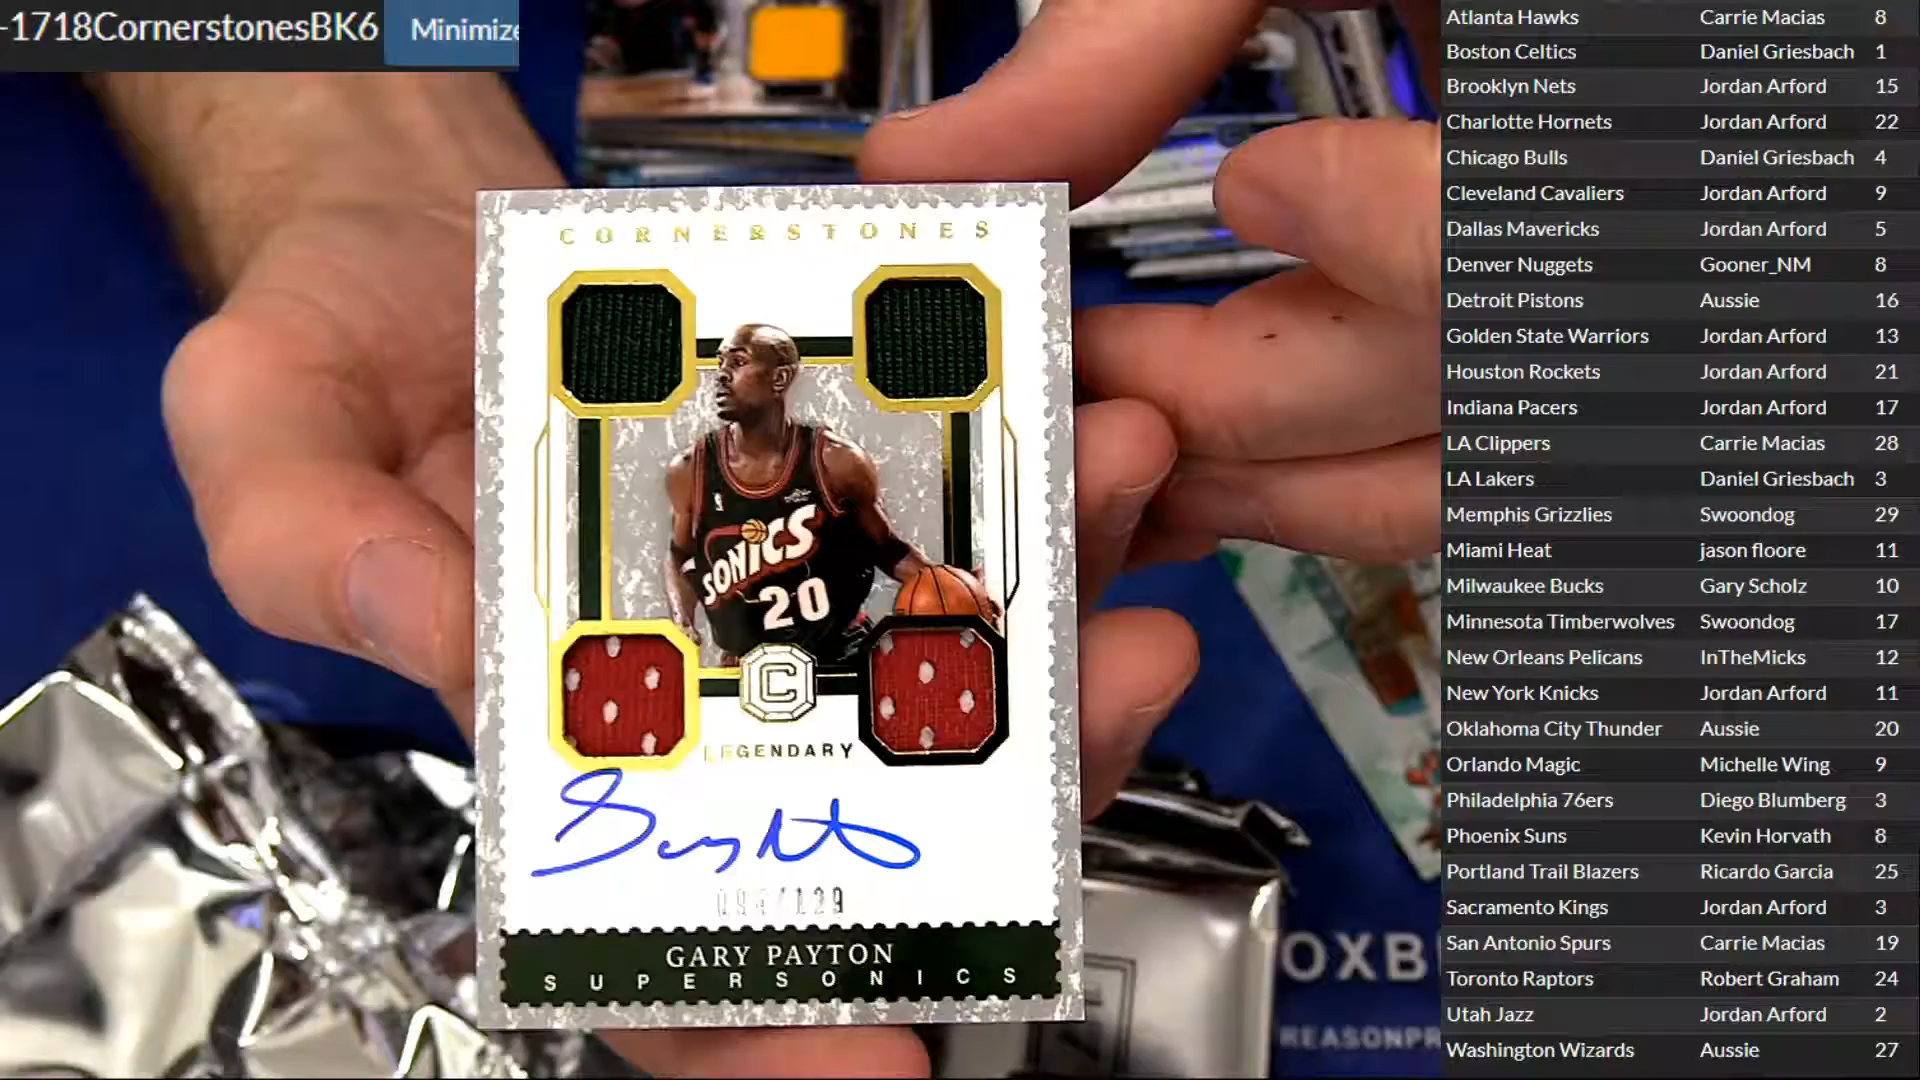 -1718CornerstonesBK6 Minimize
CORNERSTONES
SONICS
20
C
LEGENDARY
GARY PAYTON
SUPERSONICS
OXB
REASONPR
Atlanta Hawks Carrie Macias 8
Boston Celtics Daniel Griesbach 1
Brooklyn Nets Jordan Arford 15
Charlotte Hornets Jordan Arford 22
Chicago Bulls Daniel Griesbach 4
Cleveland Cavaliers Jordan Arford 9
Dallas Mavericks Jordan Arford 5
Denver Nuggets Gooner_NM 8
Detroit Pistons Aussie 16
Golden State Warriors Jordan Arford 13
Houston Rockets Jordan Arford 21
Indiana Pacers Jordan Arford 17
LA Clippers Carrie Macias 28
LA Lakers Daniel Griesbach 3
Memphis Grizzlies Swoondog 29
Miami Heat jason floore 11
Milwaukee Bucks Gary Scholz 10
Minnesota Timberwolves Swoondog 17
New Orleans Pelicans InTheMicks 12
New York Knicks Jordan Arford 11
Oklahoma City Thunder Aussie 20
Orlando Magic Michelle Wing 9
Philadelphia 76ers Diego Blumberg 3
Phoenix Suns Kevin Horvath 8
Portland Trail Blazers Ricardo Garcia 25
Sacramento Kings Jordan Arford 3
San Antonio Spurs Carrie Macias 19
Toronto Raptors Robert Graham 24
Utah Jazz Jordan Arford 2
Washington Wizards Aussie 27